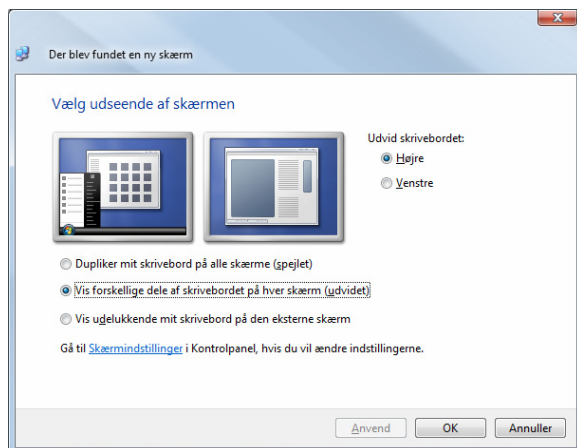 Der blev fundet en ny skærm
Vælg udseende af skærmen
Udvid skrivebordet:
Højre
Venstre
Dupliker mit skrivebord på alle skærme (spejlet)
Vis forskellige dele af skrivebordet på hver skærm (udvidet)
Vis udelukkende mit skrivebord på den eksterne skærm
Gå til Skærmindstillinger i Kontrolpanel, hvis du vil ændre indstillingerne.
Anvend OK Annuller